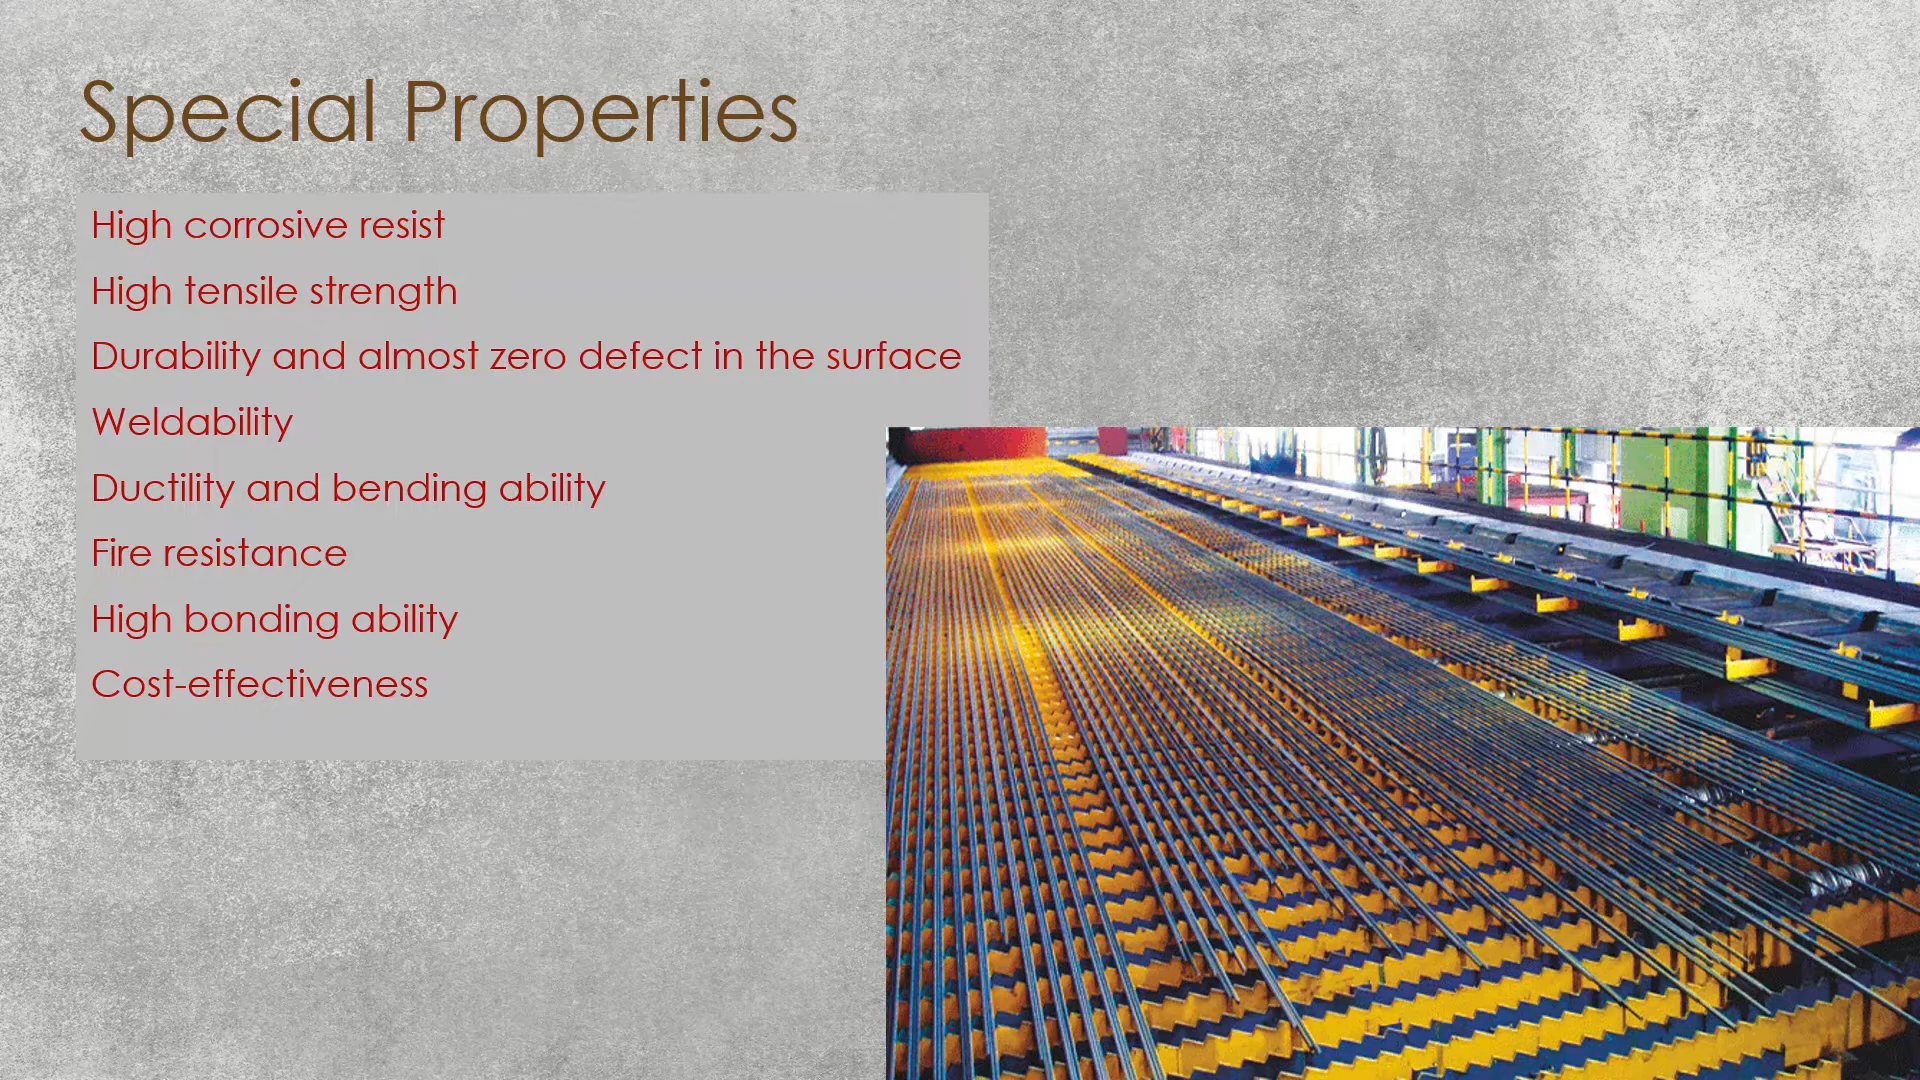 Special Properties
High corrosive resist
High tensile strength
Durability and almost zero defect in the surface
Weldability
Ductility and bending ability
Fire resistance
High bonding ability
Cost-effectiveness